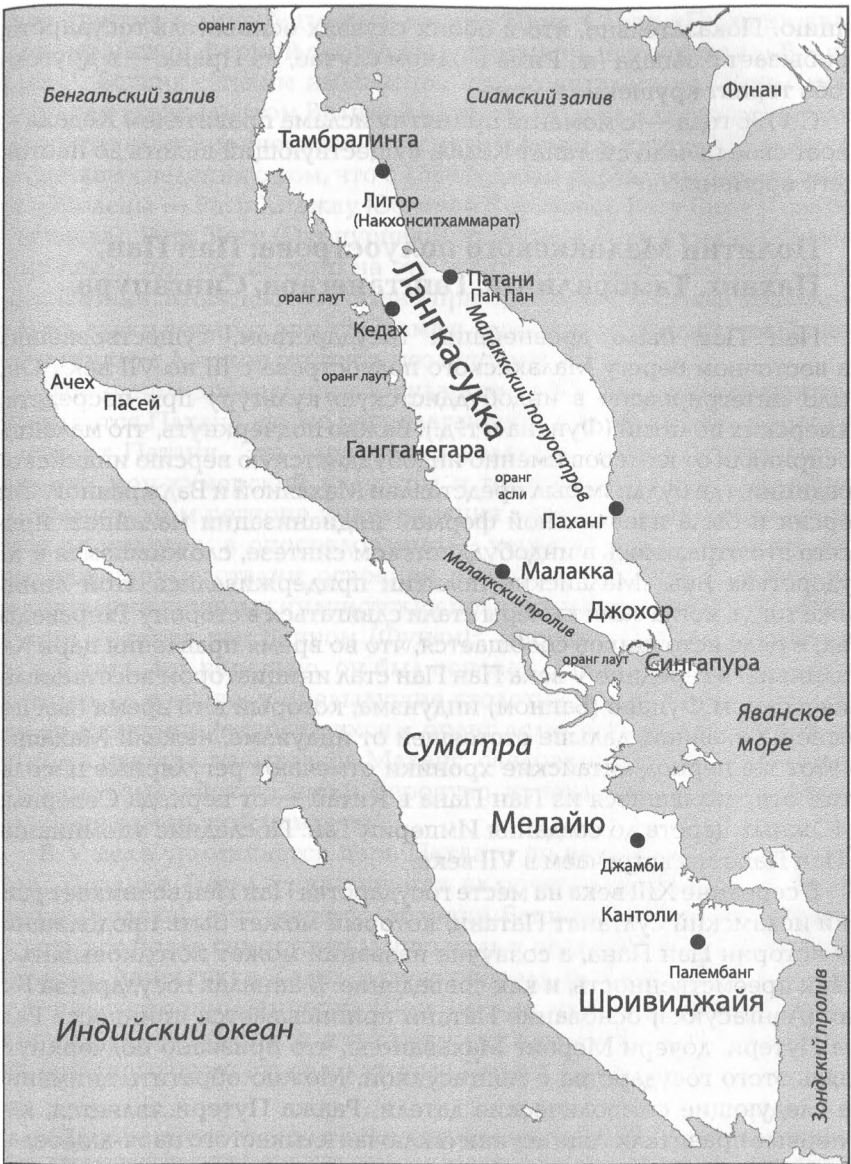 оранг лаут
Бенгальский залив
Сиамский залив
Фунан
Тамбралинга
Лигор
(Накхонситхаммарат)
Лангкасукка
Патани
Пан Пан
оранг лаут
Кедах
Малаккский полуостров
Ачех
Пасей
оранг лаут
Гангганегара
оранг
асли
Паханг
Малакка
Малаккский пролив
Джохор
оранг лаут
Сингапура
Суматра
Яванское
море
Мелайю
Джамби
Кантоли
Палембанг
Шривиджайя
Индийский океан
Зондский пролив